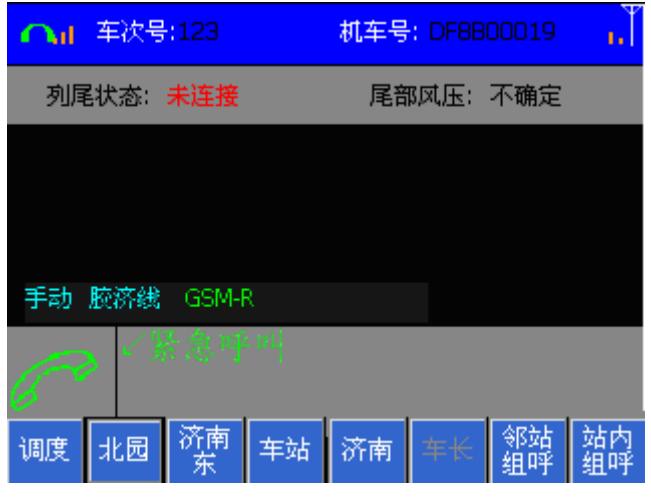 车次号:123 机车号: DF8B00019
列尾状态: 未连接 尾部风压: 不确定
手动 胶济线 GSM-R
↙紧急呼叫
调度 北园 济南东 车站 济南 车长 邻站组呼 站内组呼